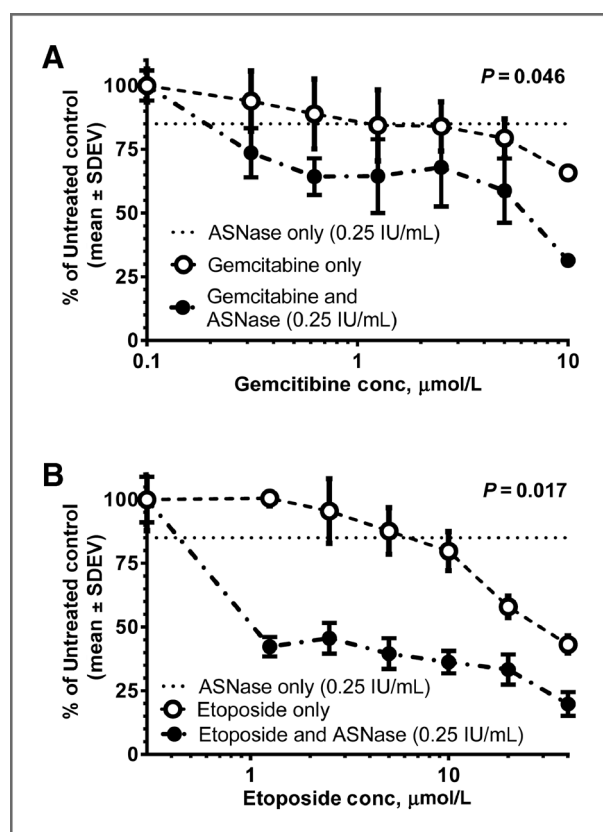 A
P = 0.046
100
75
50
25
0
% of Untreated control
(mean ± SDEV)
ASNase only (0.25 IU/mL)
Gemcitabine only
Gemcitabine and
ASNase (0.25 IU/mL)
0.1
1
10
Gemcitibine conc, μmol/L
B
P = 0.017
100
75
50
25
0
% of Untreated control
(mean ± SDEV)
ASNase only (0.25 IU/mL)
Etoposide only
Etoposide and ASNase (0.25 IU/mL)
1
10
Etoposide conc, μmol/L